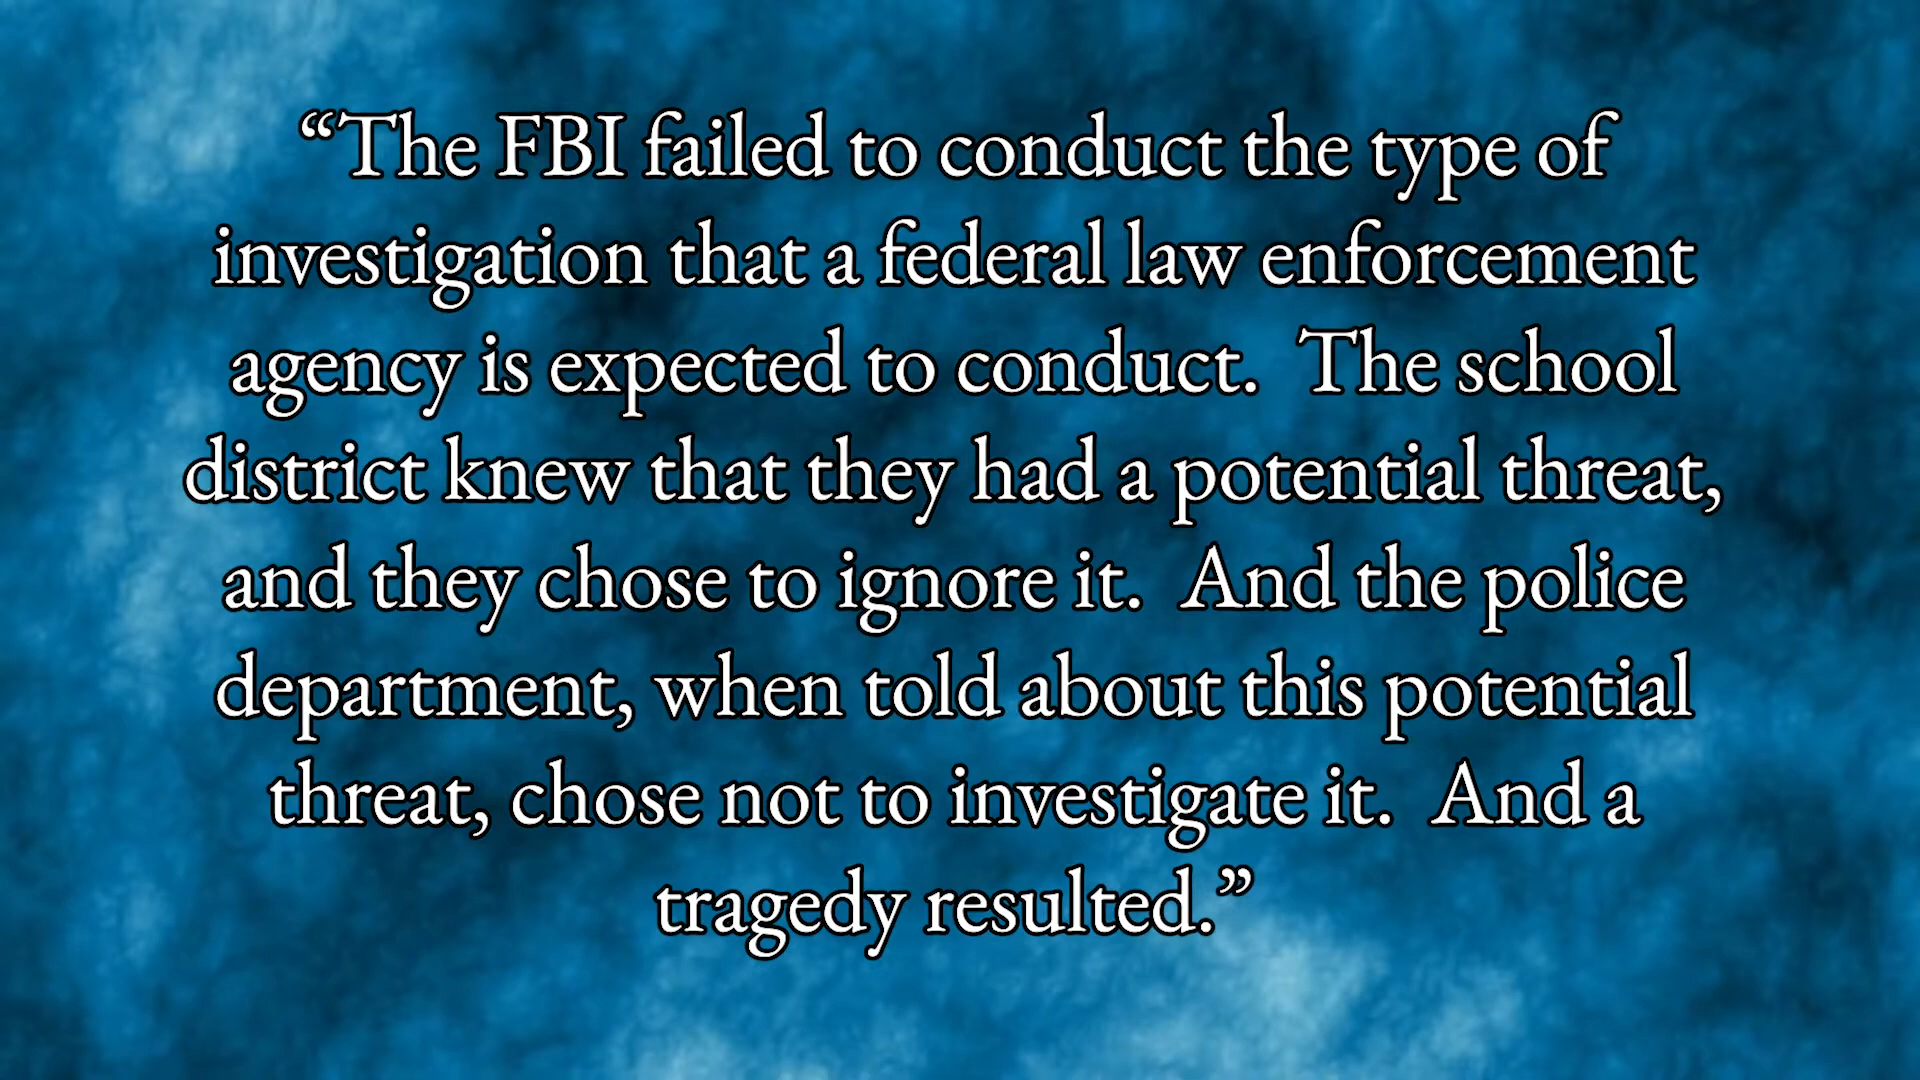 “The FBI failed to conduct the type of
investigation that a federal law enforcement
agency is expected to conduct.  The school
district knew that they had a potential threat,
and they chose to ignore it.  And the police
department, when told about this potential
threat, chose not to investigate it.  And a
tragedy resulted.”